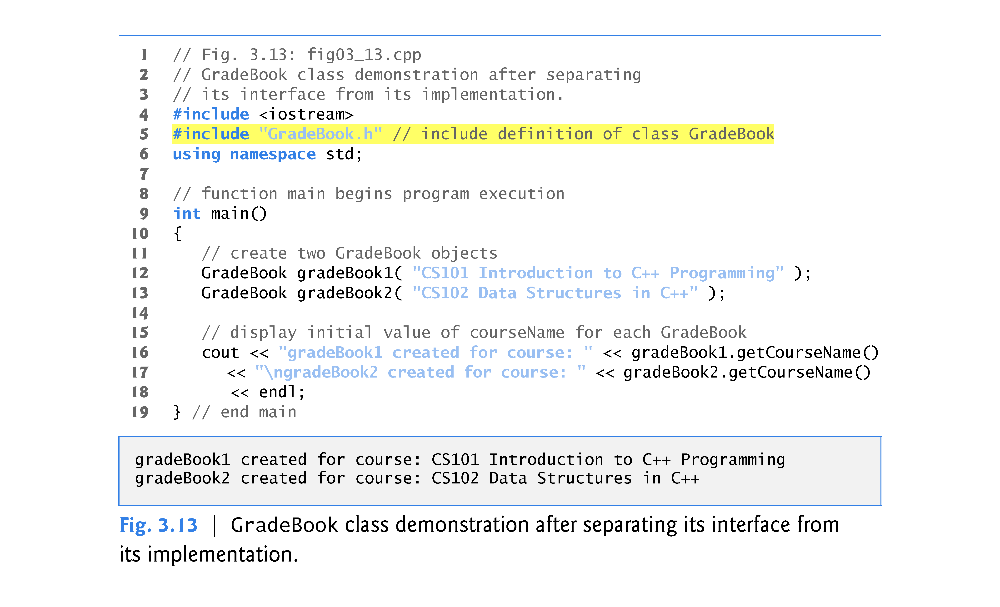 1 // Fig. 3.13: fig03_13.cpp
2 // GradeBook class demonstration after separating
3 // its interface from its implementation.
4 #include <iostream>
5 #include "GradeBook.h" // include definition of class GradeBook
6 using namespace std;
7
8 // function main begins program execution
9 int main()
10 {
11    // create two GradeBook objects
12    GradeBook gradeBook1( "CS101 Introduction to C++ Programming" );
13    GradeBook gradeBook2( "CS102 Data Structures in C++" );
14
15    // display initial value of courseName for each GradeBook
16    cout << "gradeBook1 created for course: " << gradeBook1.getCourseName()
17       << "\ngradeBook2 created for course: " << gradeBook2.getCourseName()
18       << endl;
19 } // end main
gradeBook1 created for course: CS101 Introduction to C++ Programming
gradeBook2 created for course: CS102 Data Structures in C++
Fig. 3.13 | GradeBook class demonstration after separating its interface from
its implementation.